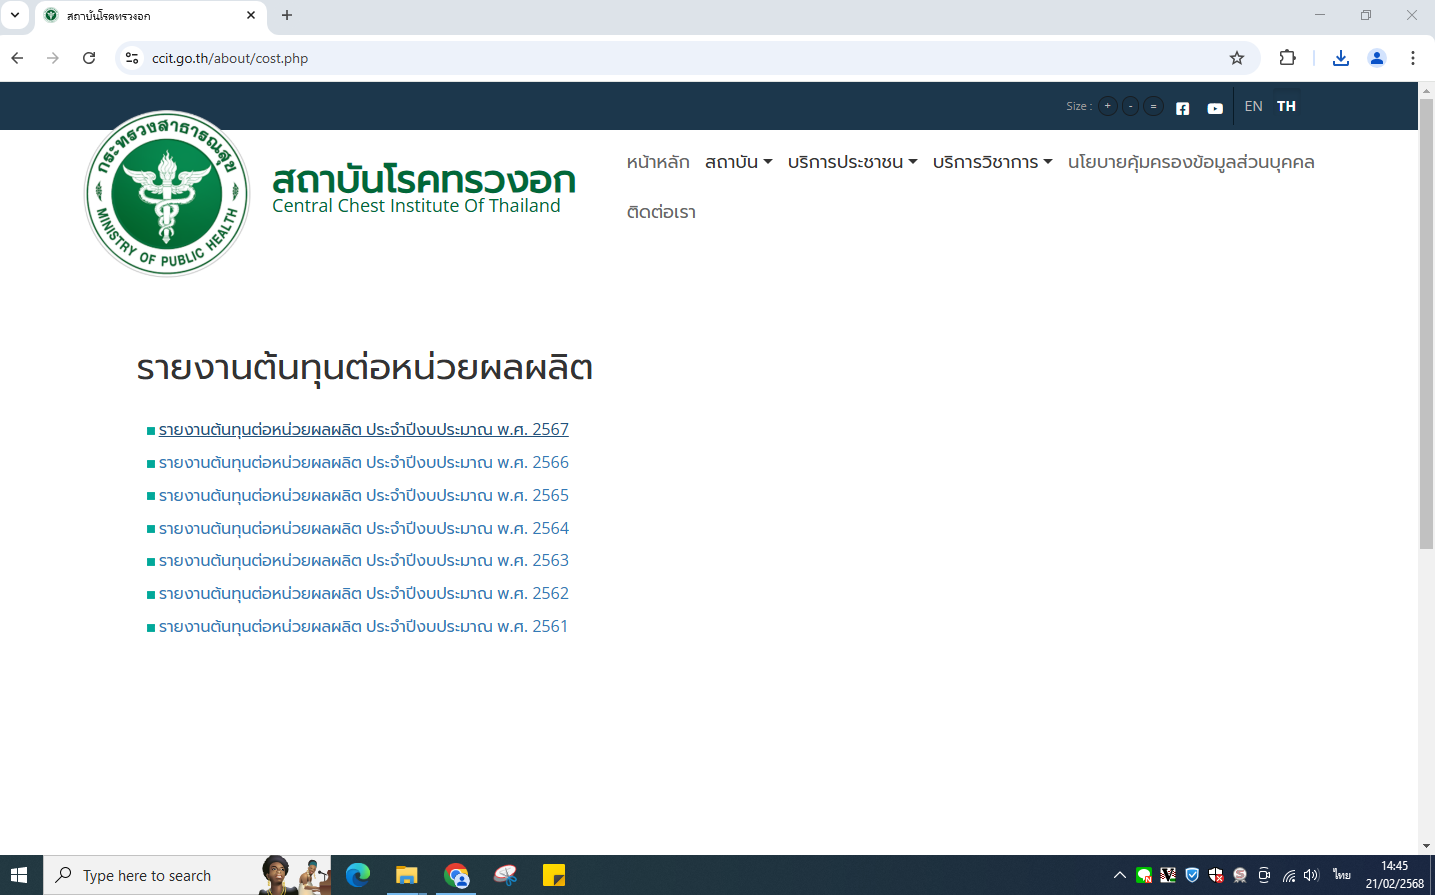 สถาบันโรคทรวงอก
ccit.go.th/about/cost.php
Size : + - = EN TH
กระทรวงสาธารณสุข
MINISTRY OF PUBLIC HEALTH
สถาบันโรคทรวงอก
Central Chest Institute Of Thailand
หน้าหลัก สถาบัน บริการประชาชน บริการวิชาการ นโยบายคุ้มครองข้อมูลส่วนบุคคล
ติดต่อเรา
รายงานต้นทุนต่อหน่วยผลผลิต
รายงานต้นทุนต่อหน่วยผลผลิต ประจำปีงบประมาณ พ.ศ. 2567
รายงานต้นทุนต่อหน่วยผลผลิต ประจำปีงบประมาณ พ.ศ. 2566
รายงานต้นทุนต่อหน่วยผลผลิต ประจำปีงบประมาณ พ.ศ. 2565
รายงานต้นทุนต่อหน่วยผลผลิต ประจำปีงบประมาณ พ.ศ. 2564
รายงานต้นทุนต่อหน่วยผลผลิต ประจำปีงบประมาณ พ.ศ. 2563
รายงานต้นทุนต่อหน่วยผลผลิต ประจำปีงบประมาณ พ.ศ. 2562
รายงานต้นทุนต่อหน่วยผลผลิต ประจำปีงบประมาณ พ.ศ. 2561
Type here to search
ไทย
14:45
21/02/2568